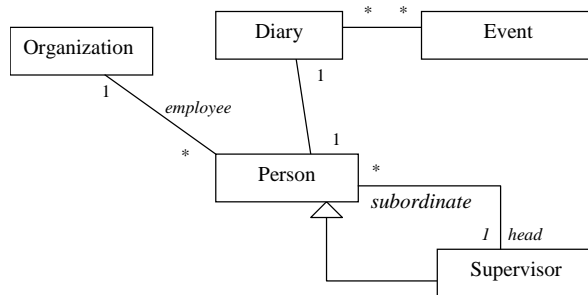 * *
Organization Diary Event
1 1
employee
* 1
Person *
subordinate
1 head
Supervisor